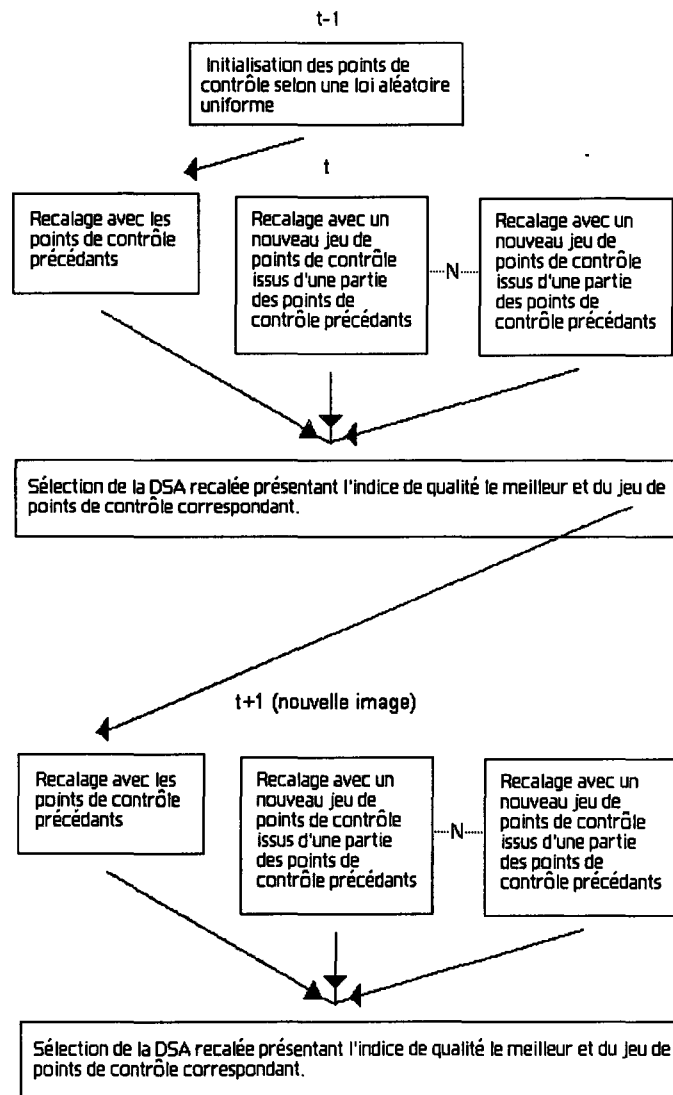 t-1
Initialisation des points de
contrôle selon une loi aléatoire
uniforme
t
Recalage avec les
points de contrôle
précédants
Recalage avec un
nouveau jeu de
points de contrôle
issus d'une partie
des points de
contrôle précédants
N
Recalage avec un
nouveau jeu de
points de contrôle
issus d'une partie
des points de
contrôle précédants
Sélection de la DSA recalée présentant l'indice de qualité le meilleur et du jeu de
points de contrôle correspondant.
t+1 (nouvelle image)
Recalage avec les
points de contrôle
précédants
Recalage avec un
nouveau jeu de
points de contrôle
issus d'une partie
des points de
contrôle précédants
N
Recalage avec un
nouveau jeu de
points de contrôle
issus d'une partie
des points de
contrôle précédants
Sélection de la DSA recalée présentant l'indice de qualité le meilleur et du jeu de
points de contrôle correspondant.